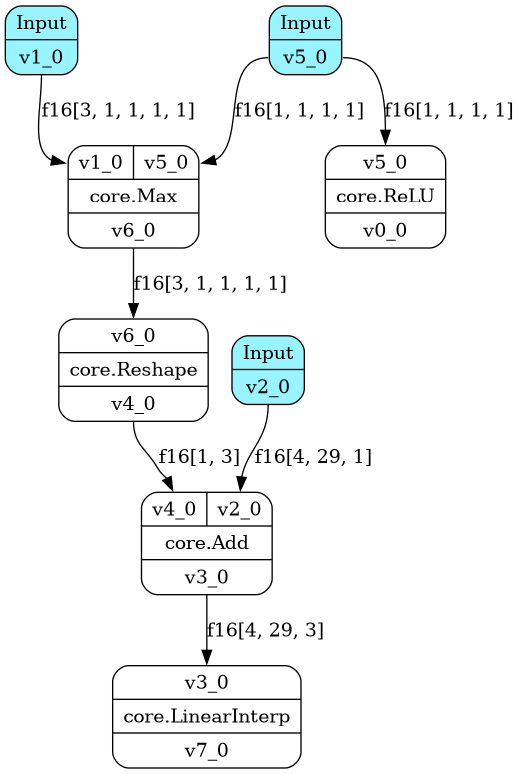 Input
v1_0
Input
v5_0
f16[3, 1, 1, 1, 1]
f16[1, 1, 1, 1]
f16[1, 1, 1, 1]
v1_0 v5_0
core.Max
v6_0
v5_0
core.ReLU
v0_0
f16[3, 1, 1, 1, 1]
v6_0
core.Reshape
v4_0
Input
v2_0
f16[1, 3]
f16[4, 29, 1]
v4_0 v2_0
core.Add
v3_0
f16[4, 29, 3]
v3_0
core.LinearInterp
v7_0